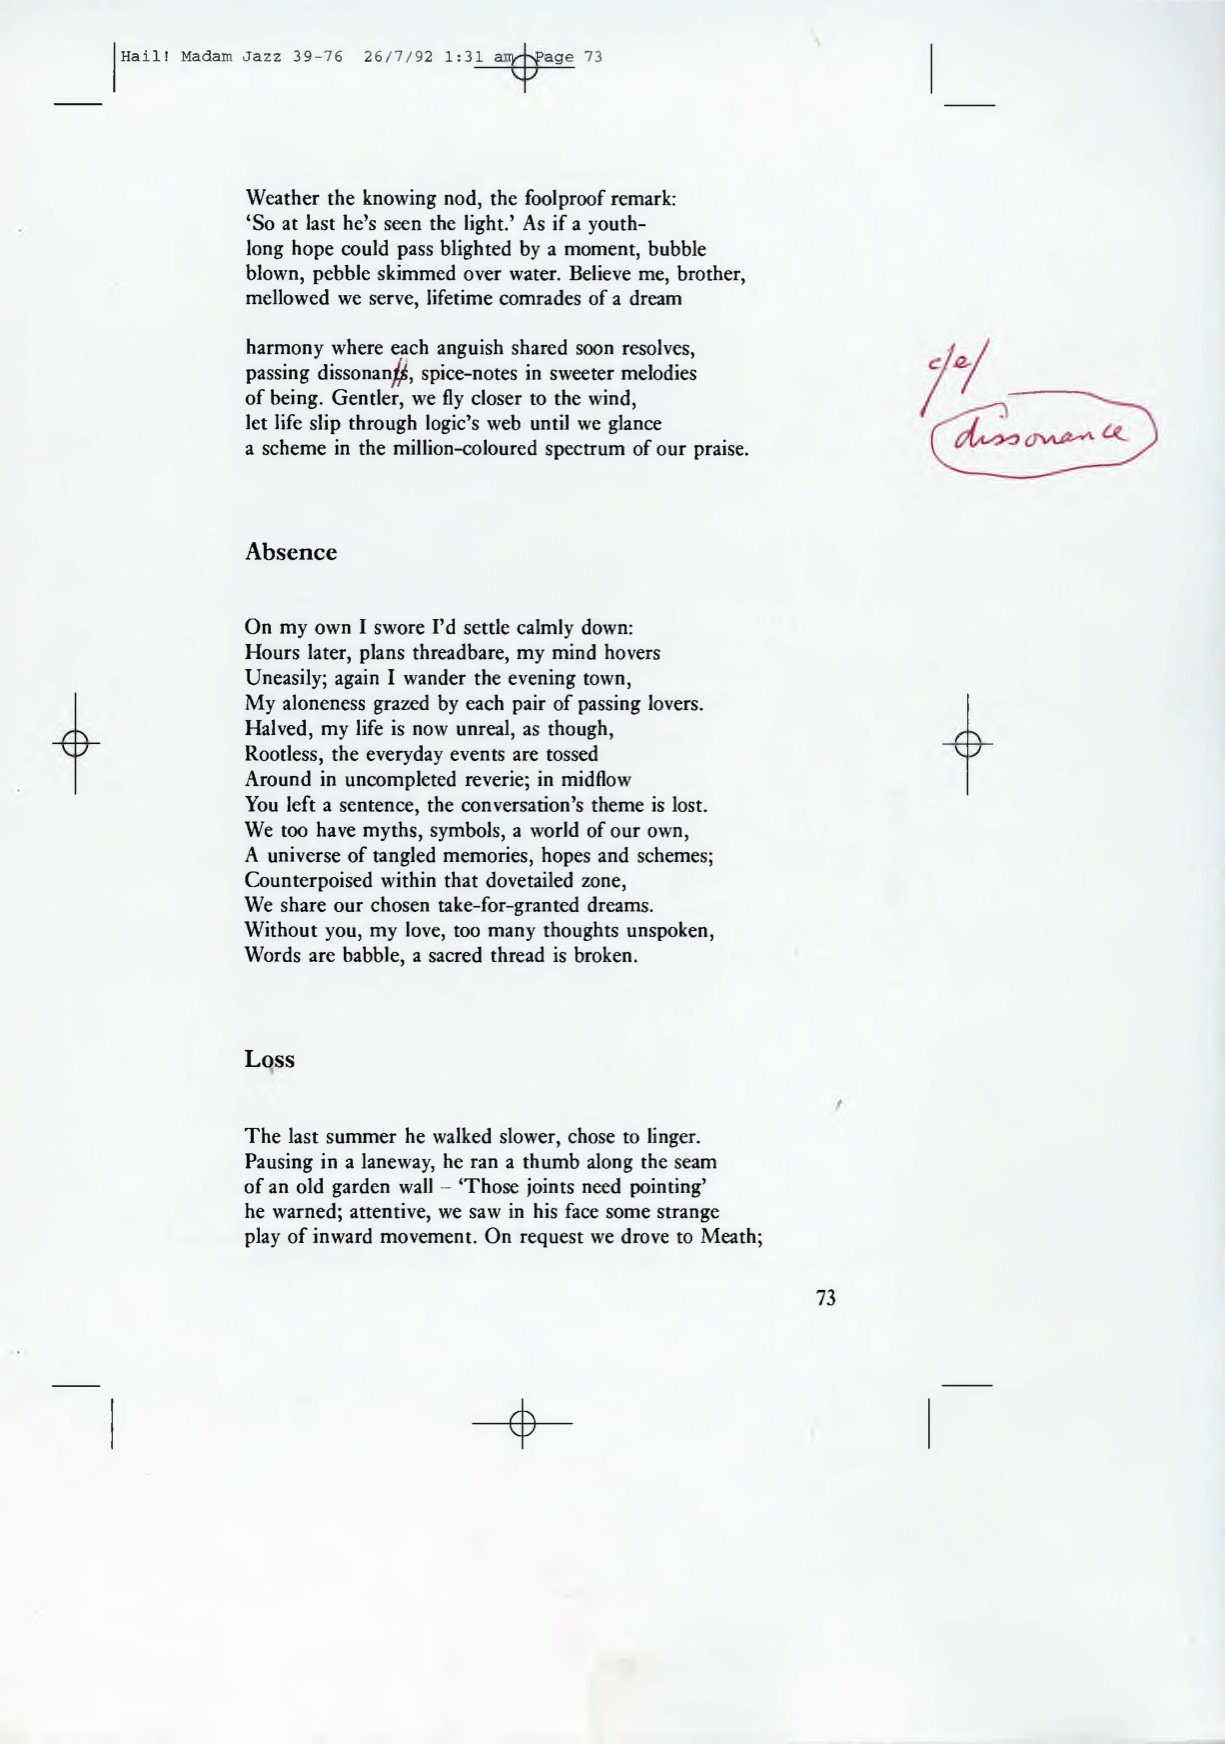 Hail! Madam Jazz 39-76 26/7/92 1:31 am Page 73
Weather the knowing nod, the foolproof remark:
‘So at last he’s seen the light.’ As if a youth-
long hope could pass blighted by a moment, bubble
blown, pebble skimmed over water. Believe me, brother,
mellowed we serve, lifetime comrades of a dream
harmony where each anguish shared soon resolves,
passing dissonants, spice-notes in sweeter melodies
of being. Gentler, we fly closer to the wind,
let life slip through logic’s web until we glance
a scheme in the million-coloured spectrum of our praise.
c/e/
dissonance
Absence
On my own I swore I’d settle calmly down:
Hours later, plans threadbare, my mind hovers
Uneasily; again I wander the evening town,
My aloneness grazed by each pair of passing lovers.
Halved, my life is now unreal, as though,
Rootless, the everyday events are tossed
Around in uncompleted reverie; in midflow
You left a sentence, the conversation’s theme is lost.
We too have myths, symbols, a world of our own,
A universe of tangled memories, hopes and schemes;
Counterpoised within that dovetailed zone,
We share our chosen take-for-granted dreams.
Without you, my love, too many thoughts unspoken,
Words are babble, a sacred thread is broken.
Loss
The last summer he walked slower, chose to linger.
Pausing in a laneway, he ran a thumb along the seam
of an old garden wall – ‘Those joints need pointing’
he warned; attentive, we saw in his face some strange
play of inward movement. On request we drove to Meath;
73